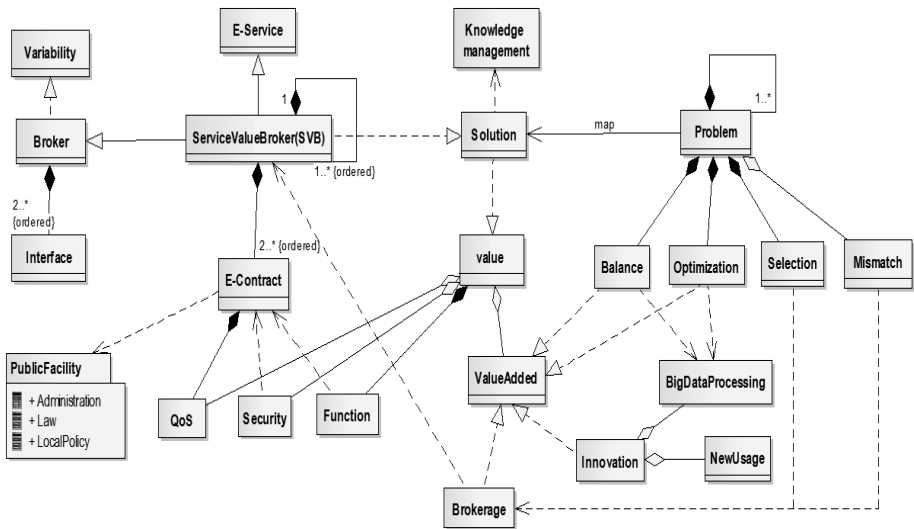 E-Service
Knowledge
management
Variability
1
1..*
Broker
ServiceValueBroker(SVB)
Solution
map
Problem
1..* {ordered}
2..*
{ordered}
2..* {ordered}
Interface
value
Balance
Optimization
Selection
Mismatch
E-Contract
PublicFacility
+ Administration
+ Law
+ LocalPolicy
ValueAdded
BigDataProcessing
QoS
Security
Function
Innovation
NewUsage
Brokerage